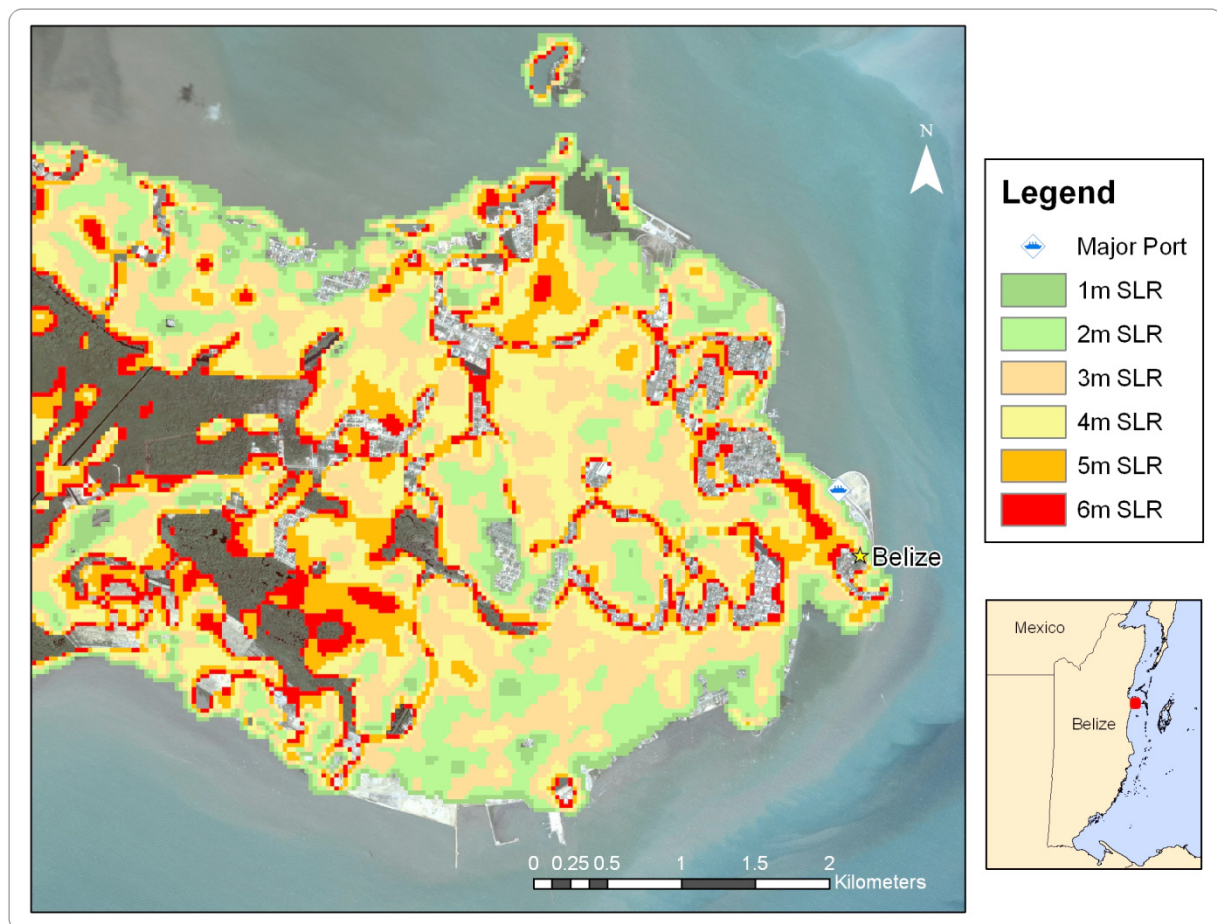 N
Belize
0 0.25 0.5 1 1.5 2
Kilometers
Legend
Major Port
1m SLR
2m SLR
3m SLR
4m SLR
5m SLR
6m SLR
Mexico
Belize